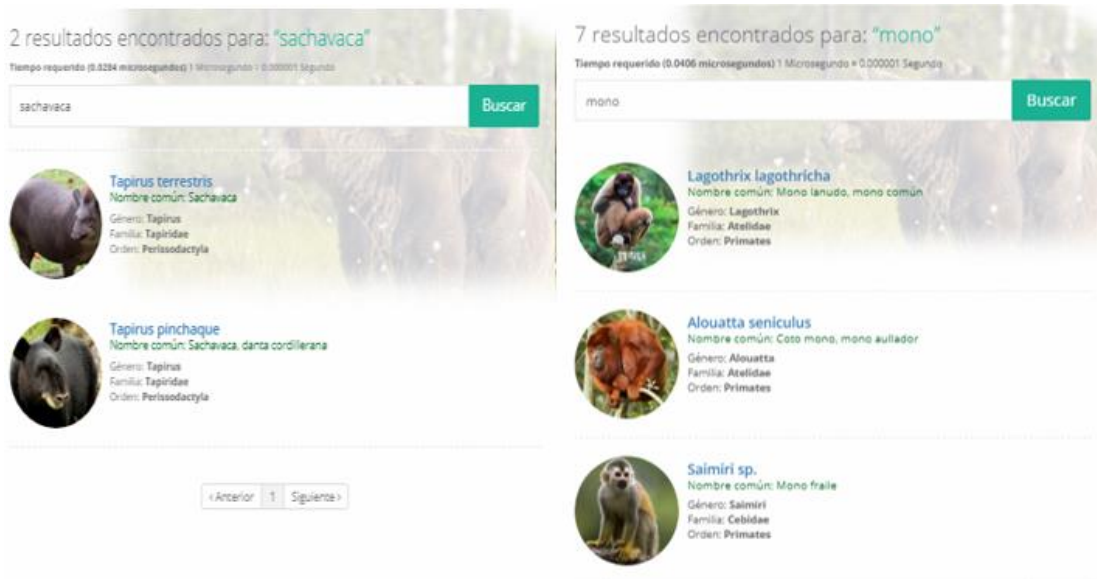 2 resultados encontrados para: “sachavaca”
Tiempo requerido (0.0284 microsegundos) 1 Microsegundo = 0.000001 Segundo
sachavaca
Buscar
Tapirus terrestris
Nombre común: Sachavaca
Género: Tapirus
Familia: Tapiridae
Orden: Perissodactyla
Tapirus pinchaque
Nombre común: Sachavaca, danta cordillerana
Género: Tapirus
Familia: Tapiridae
Orden: Perissodactyla
‹ Anterior 1 Siguiente ›
7 resultados encontrados para: “mono”
Tiempo requerido (0.0406 microsegundos) 1 Microsegundo = 0.000001 Segundo
mono
Buscar
Lagothrix lagothricha
Nombre común: Mono lanudo, mono común
Género: Lagothrix
Familia: Atelidae
Orden: Primates
Alouatta seniculus
Nombre común: Coto mono, mono aullador
Género: Alouatta
Familia: Atelidae
Orden: Primates
Saimiri sp.
Nombre común: Mono fraile
Género: Saimiri
Familia: Cebidae
Orden: Primates